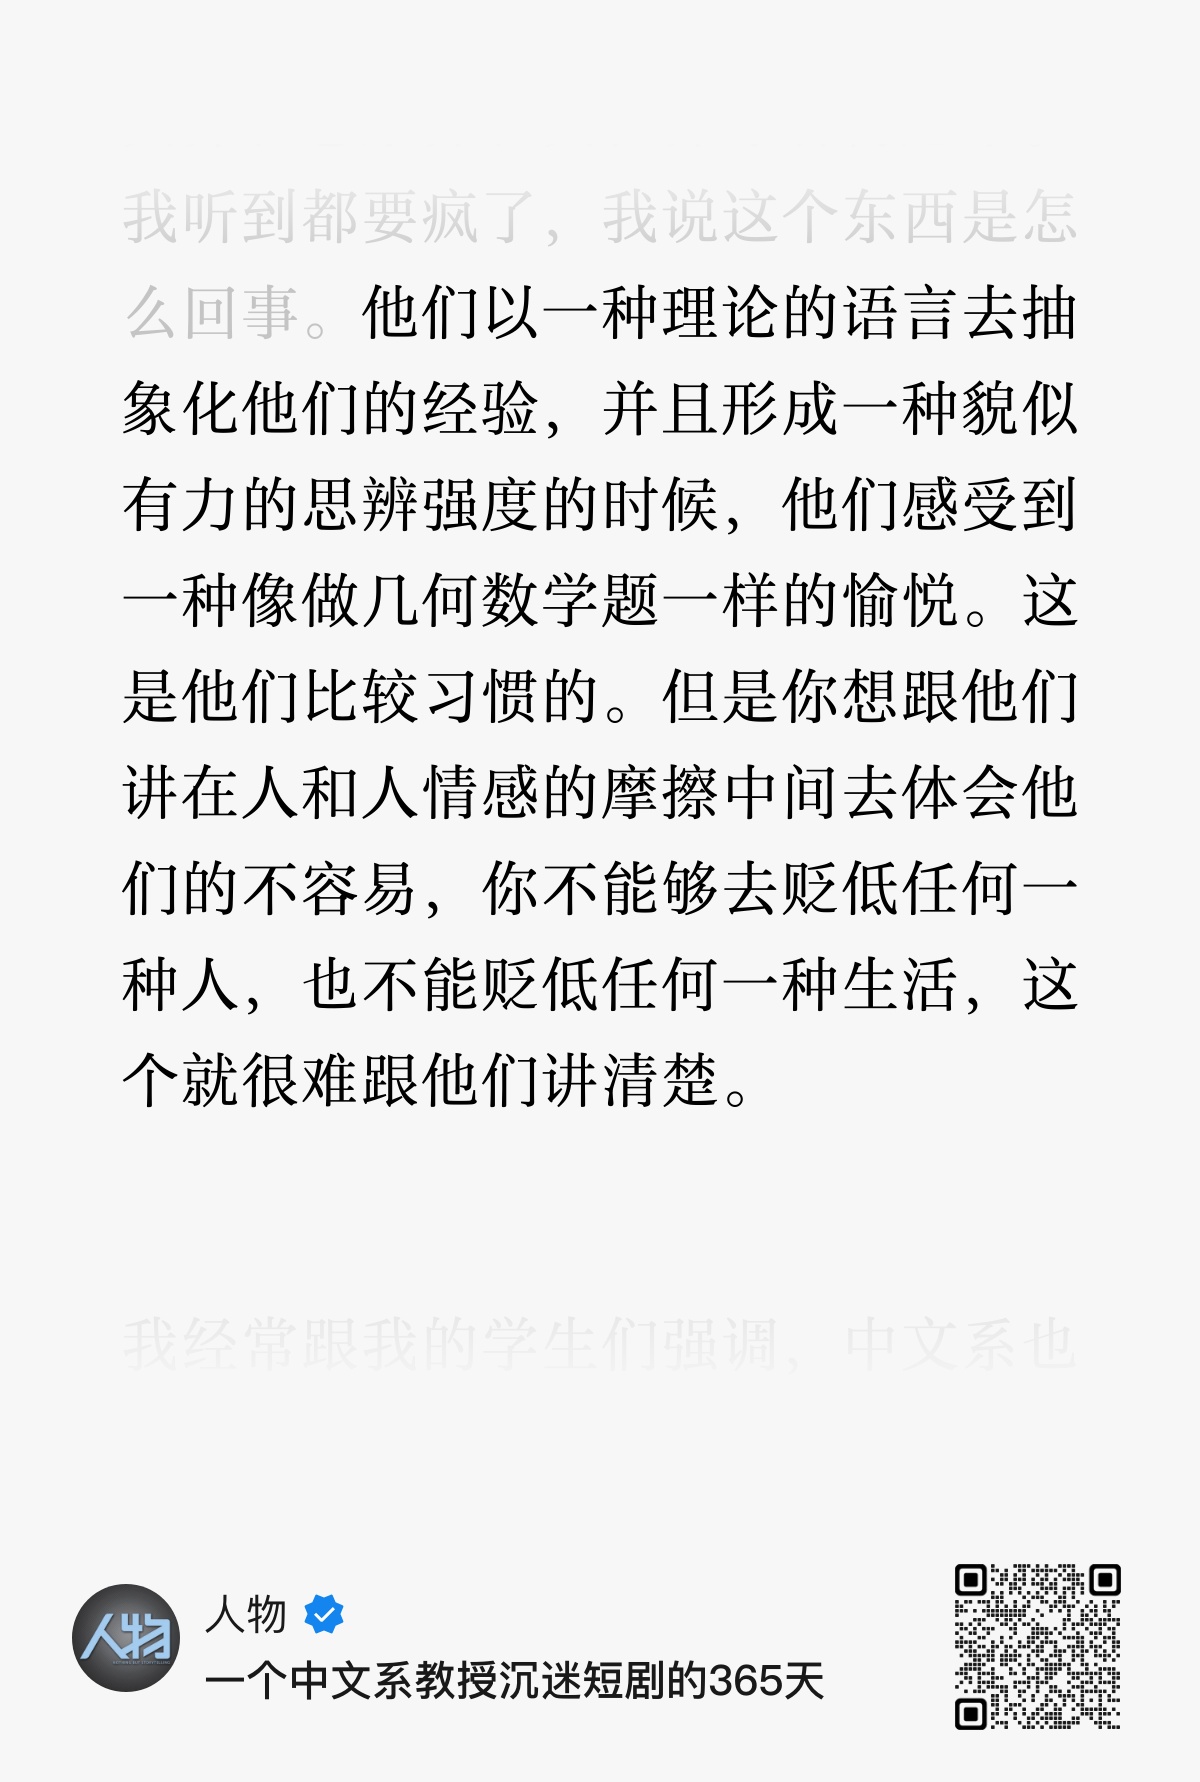 我听到都要疯了，我说这个东西是怎
么回事。他们以一种理论的语言去抽
象化他们的经验，并且形成一种貌似
有力的思辨强度的时候，他们感受到
一种像做几何数学题一样的愉悦。这
是他们比较习惯的。但是你想跟他们
讲在人和人情感的摩擦中间去体会他
们的不容易，你不能够去贬低任何一
种人，也不能贬低任何一种生活，这
个就很难跟他们讲清楚。
我经常跟我的学生们强调，中文系也
人物
人物
一个中文系教授沉迷短剧的365天